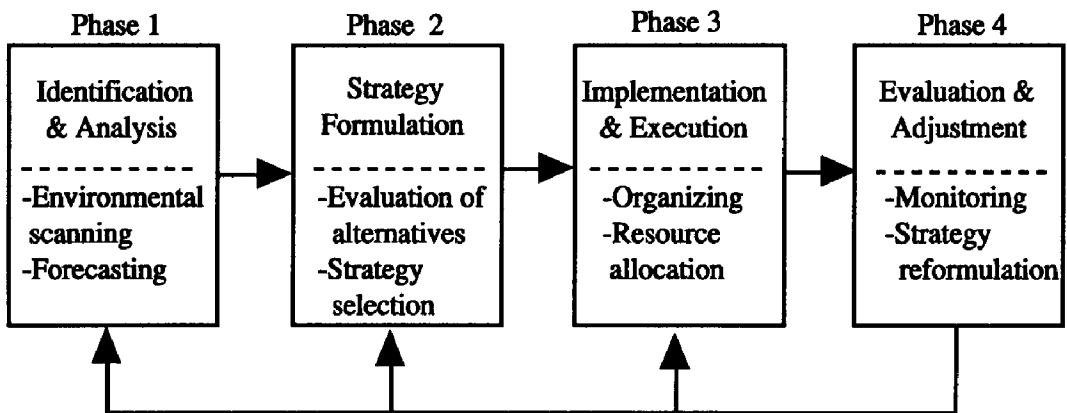 Phase 1
Identification
& Analysis
-Environmental
scanning
-Forecasting
Phase 2
Strategy
Formulation
-Evaluation of
alternatives
-Strategy
selection
Phase 3
Implementation
& Execution
-Organizing
-Resource
allocation
Phase 4
Evaluation &
Adjustment
-Monitoring
-Strategy
reformulation